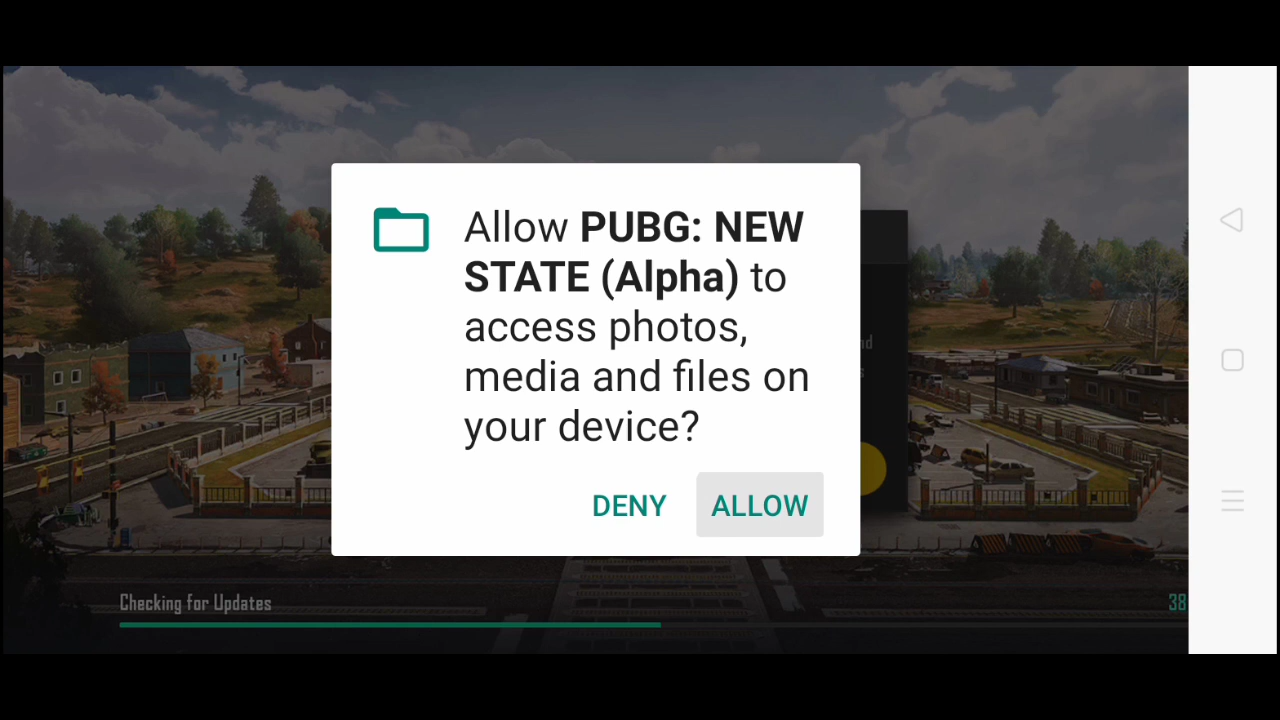 Allow PUBG: NEW
STATE (Alpha) to
access photos,
media and files on
your device?
DENY ALLOW
Checking for Updates
38